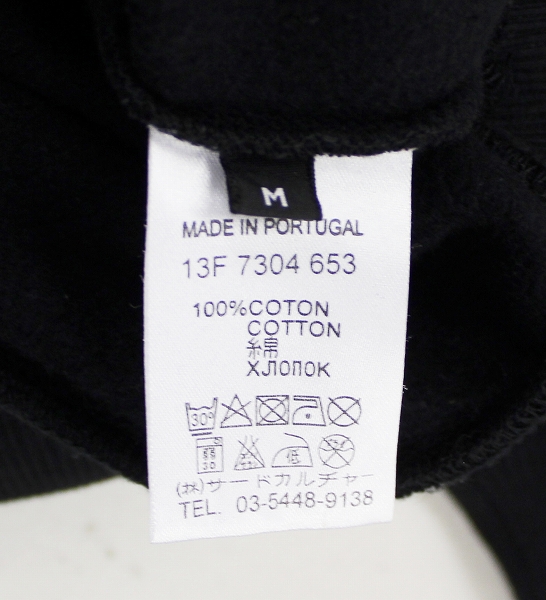 M
MADE IN PORTUGAL
13F 7304 653
100%COTON
COTTON
綿
ХЛОПОК
30°
低
(株)サードカルチャー
TEL. 03-5448-9138